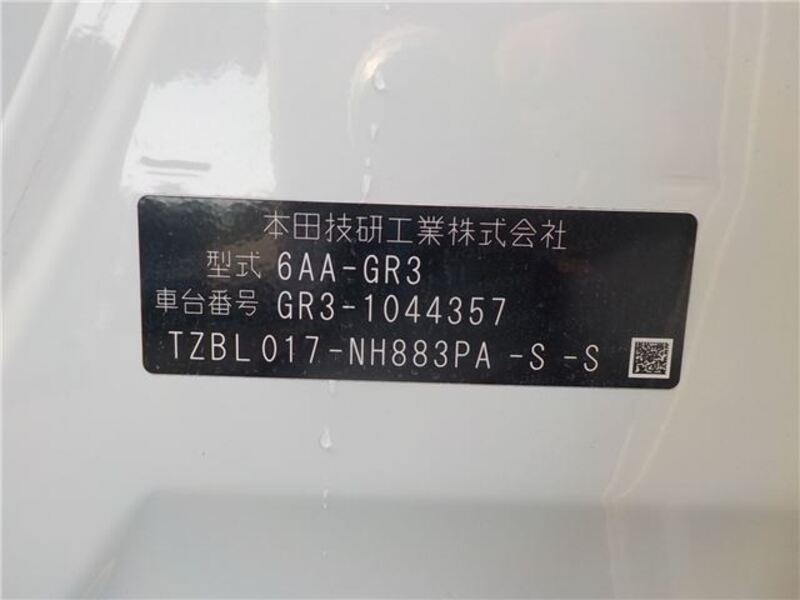 本田技研工業株式会社
型式 6AA-GR3
車台番号 GR3-1044357
TZBL017-NH883PA -S -S